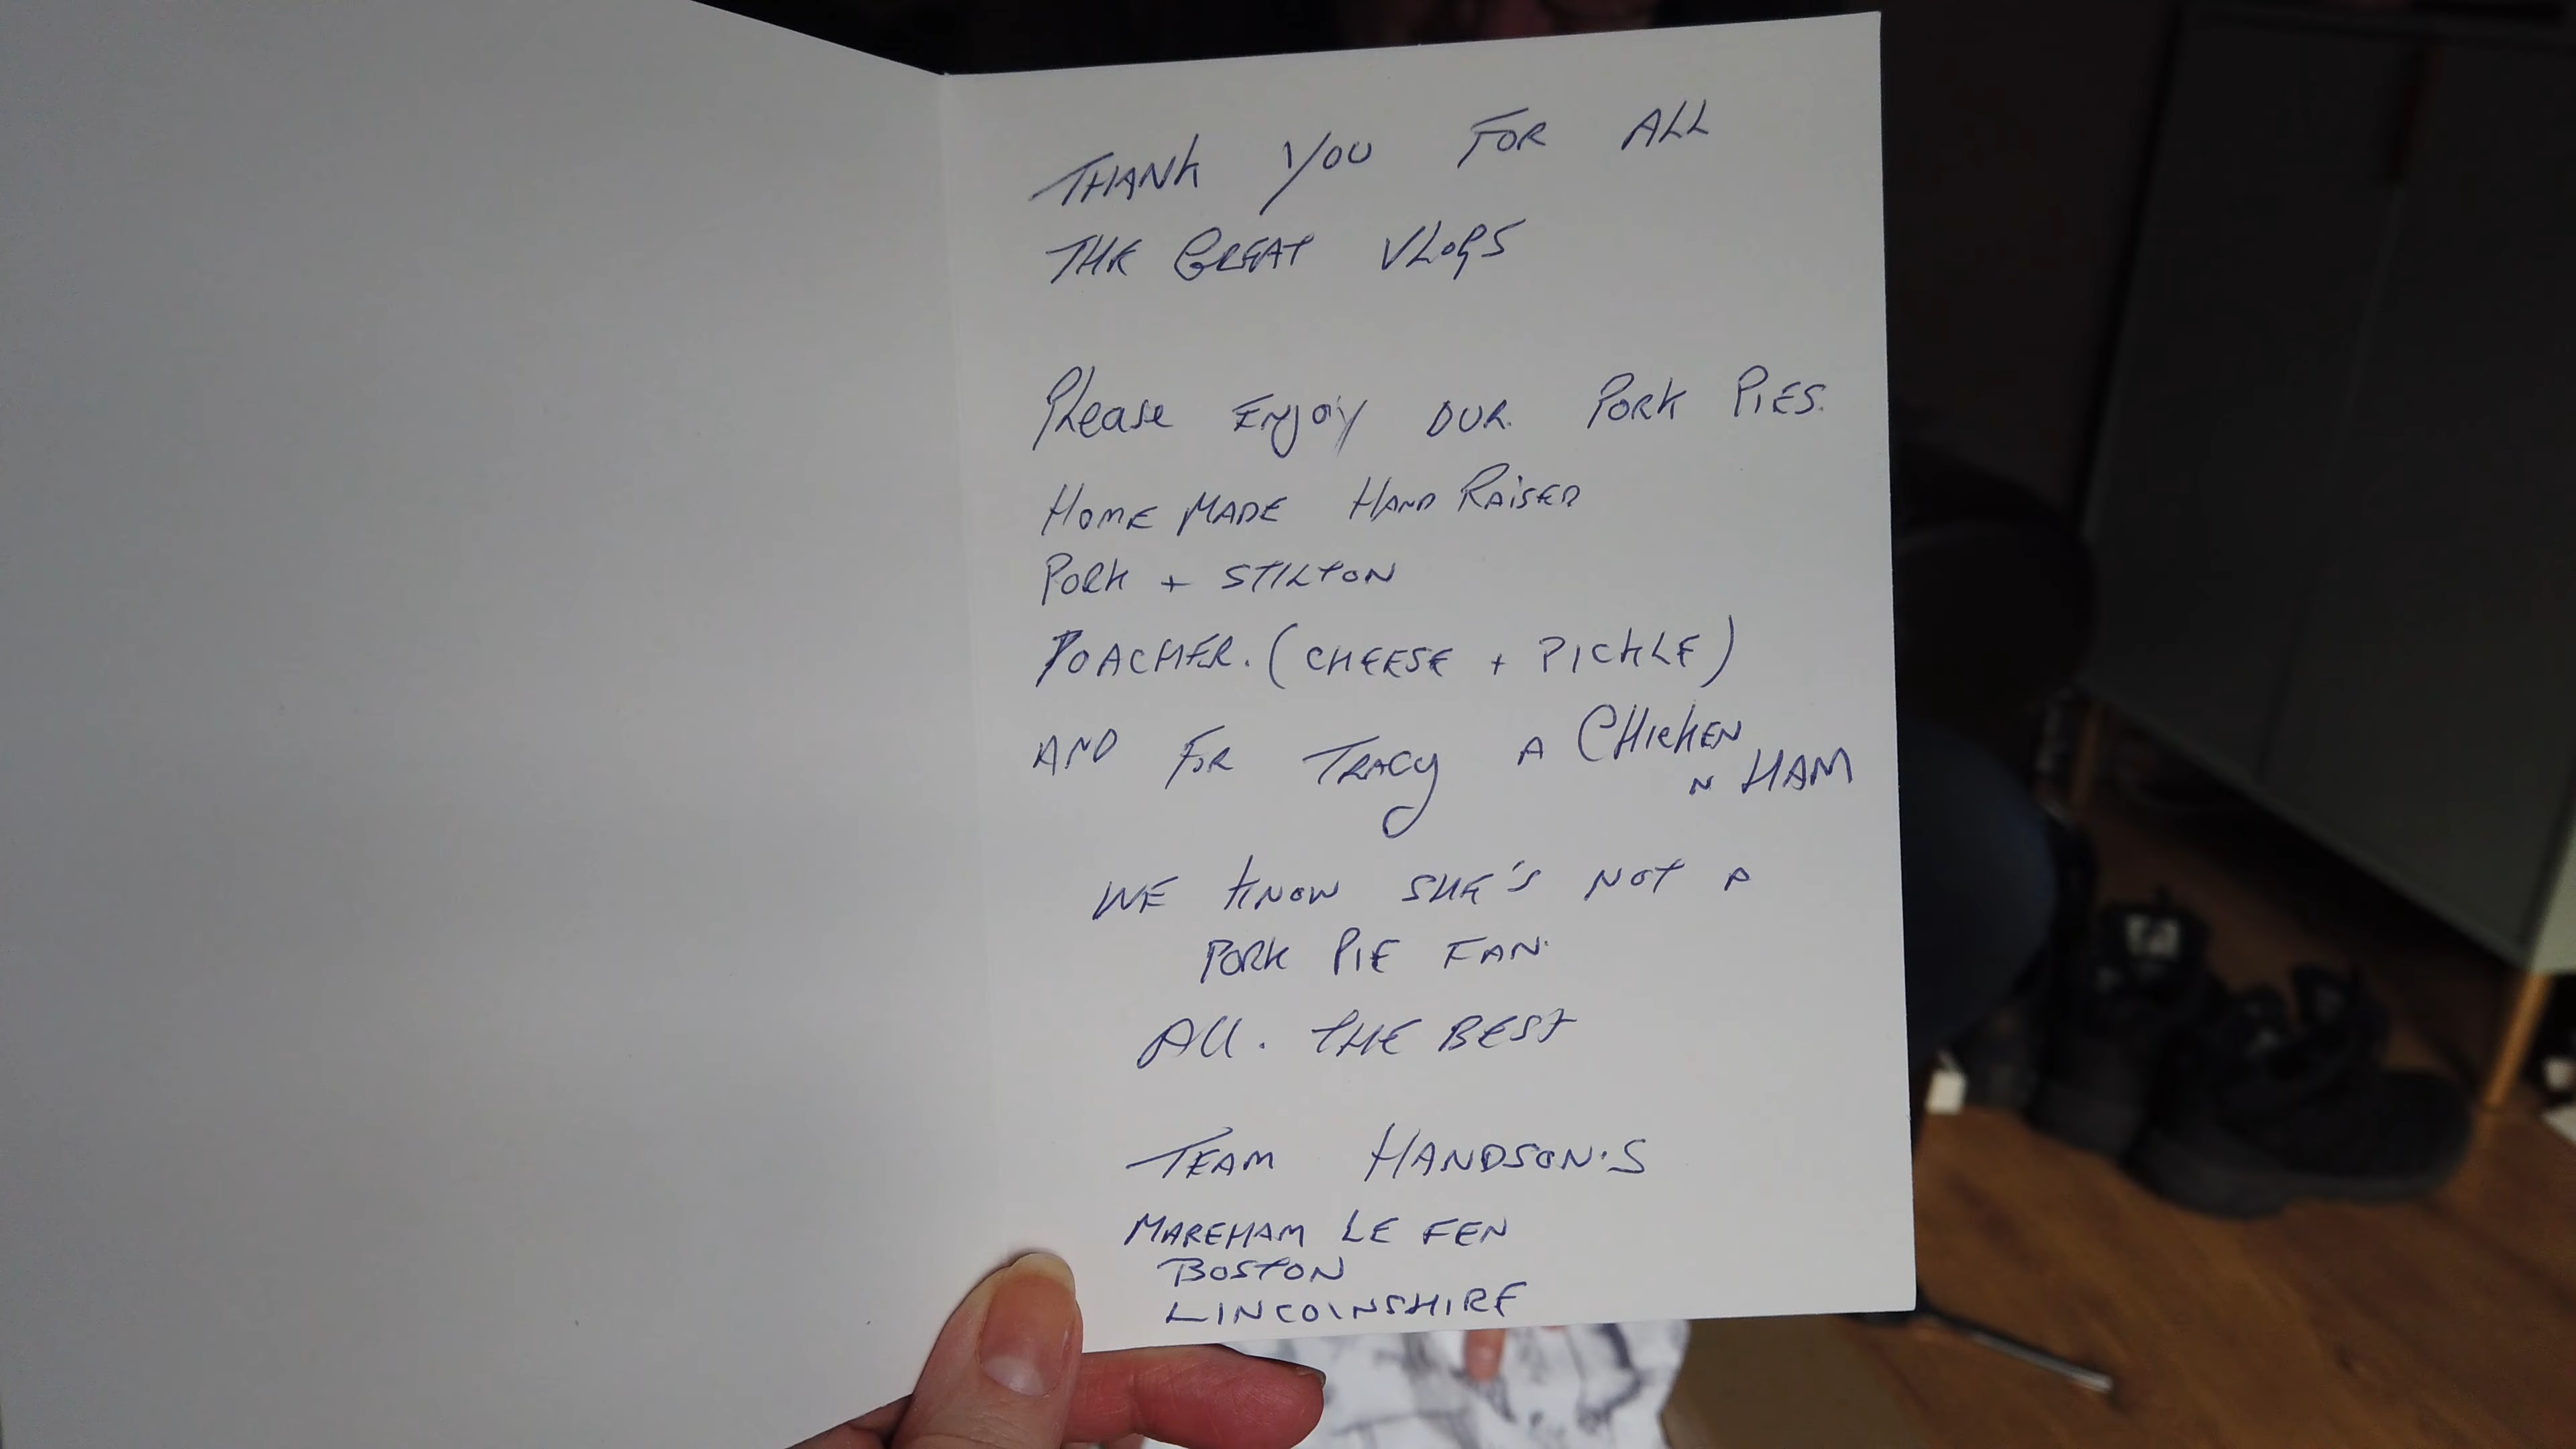 THANK YOU FOR ALL
THE GREAT VLOGS
Please ENJOY OUR. PORK PIES.
HOME MADE HAND RAISED
PORK + STILTON
POACHER. (CHEESE + PICKLE)
AND FOR TRACY A CHICKEN
N HAM
WE KNOW SHE'S NOT A
PORK PIE FAN.
All. THE BEST
TEAM HANDSON'S
MAREHAM LE FEN
BOSTON
LINCOLNSHIRE